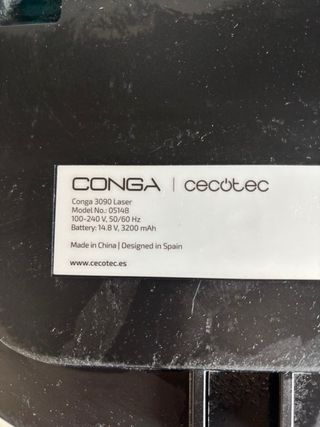 CONGA | cecotec
Conga 3090 Laser
Model No.: 05148
100-240 V, 50/60 Hz
Battery: 14.8 V, 3200 mAh
Made in China | Designed in Spain
www.cecotec.es